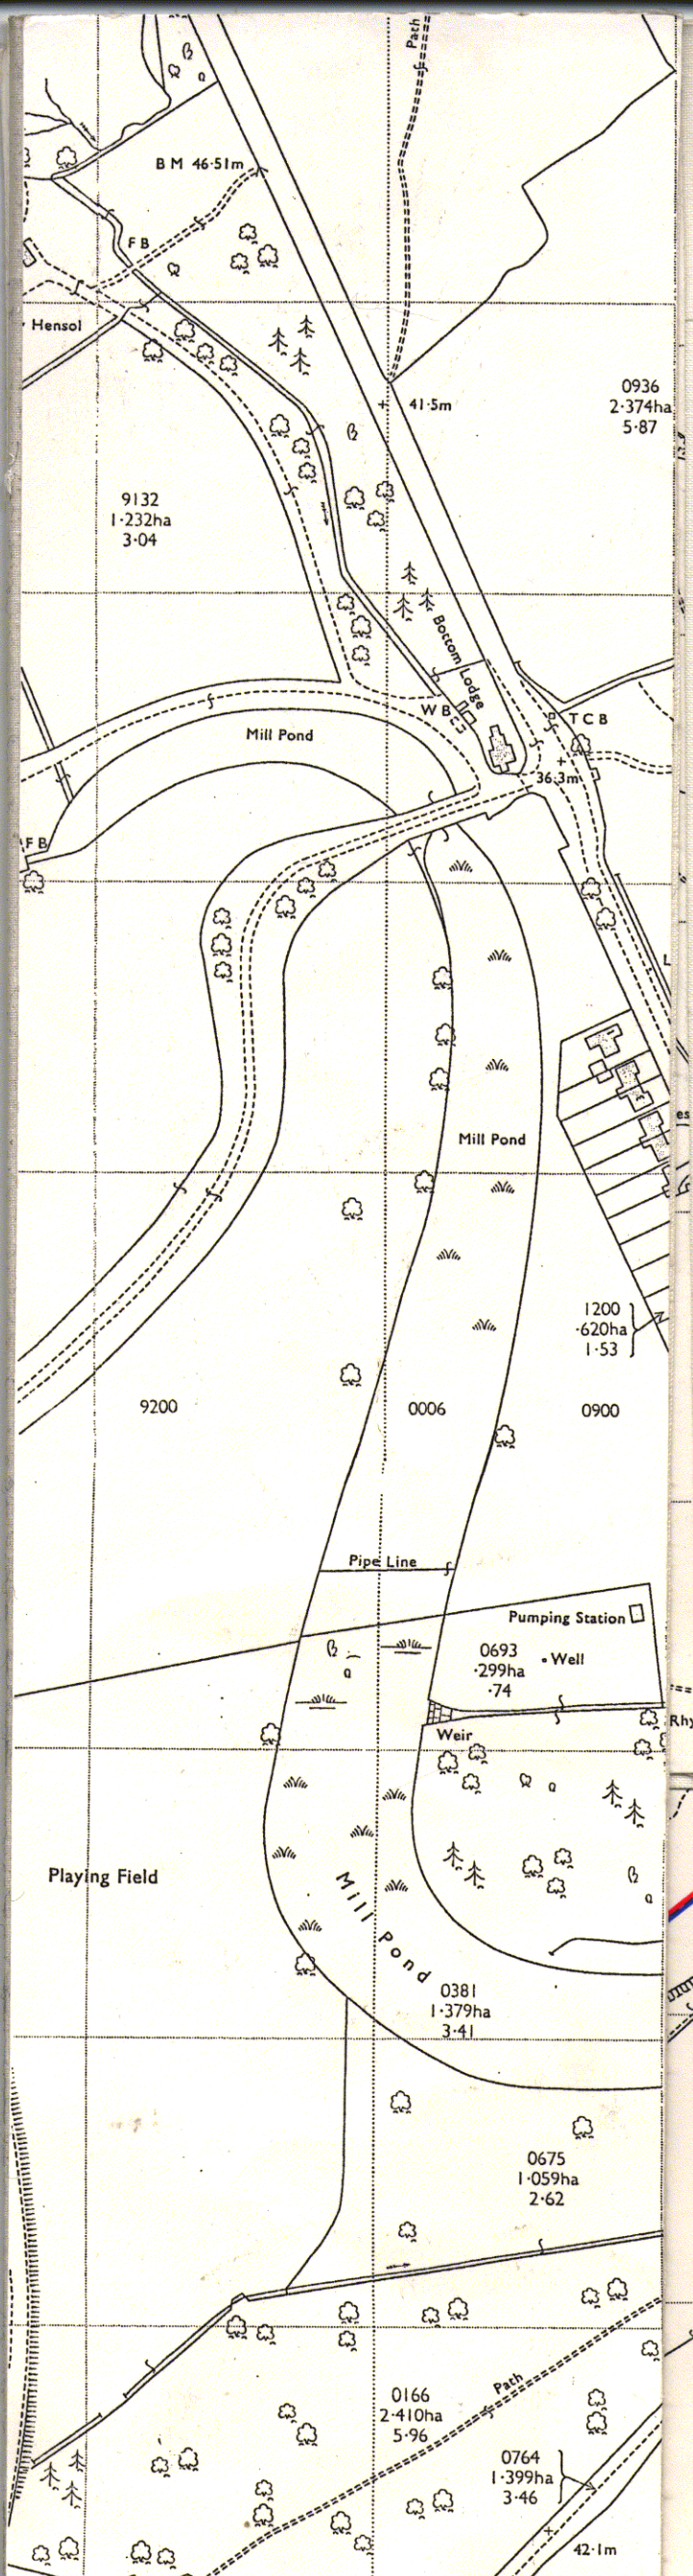 Path
B M 46·51m
F B
Hensol
41·5m
0936
2·374ha
5·87
9132
1·232ha
3·04
Bottom Lodge
W B
T C B
Mill Pond
36·3m
F B
L
es
Mill Pond
1200
·620ha
1·53
9200
0006
0900
Pipe Line
Pumping Station
0693
·299ha
·74
Well
Weir
Rhy
Playing Field
Mill Pond
0381
1·379ha
3·41
0675
1·059ha
2·62
Path
0166
2·410ha
5·96
0764
1·399ha
3·46
42·1m